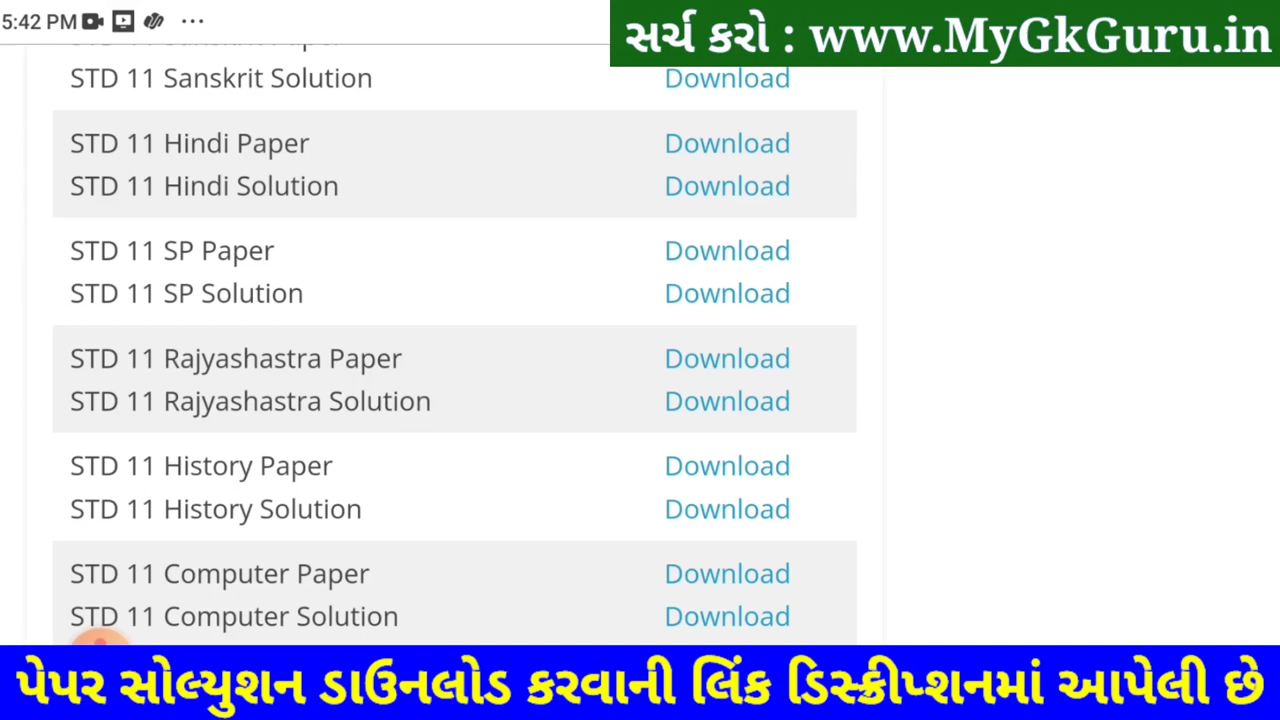 5:42 PM
સર્ચ કરો : www.MyGkGuru.in
STD 11 Sanskrit Solution Download
STD 11 Hindi Paper Download
STD 11 Hindi Solution Download
STD 11 SP Paper Download
STD 11 SP Solution Download
STD 11 Rajyashastra Paper Download
STD 11 Rajyashastra Solution Download
STD 11 History Paper Download
STD 11 History Solution Download
STD 11 Computer Paper Download
STD 11 Computer Solution Download
પેપર સોલ્યુશન ડાઉનલોડ કરવાની લિંક ડિસ્ક્રીપ્શનમાં આપેલી છે